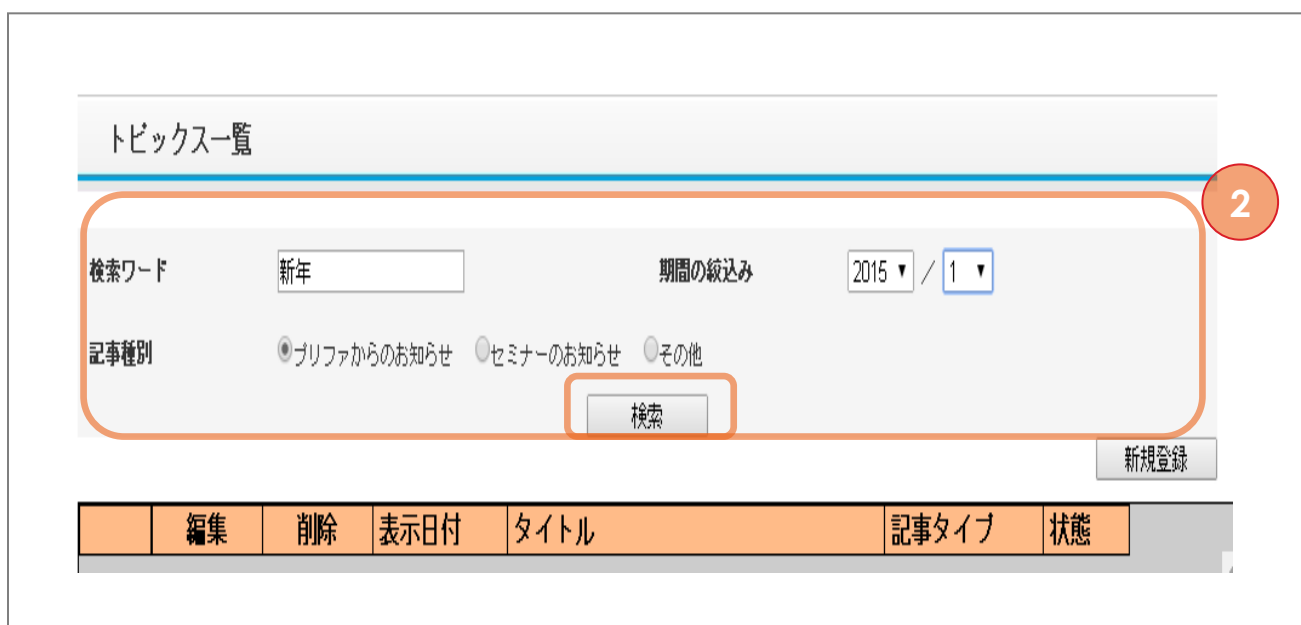 トピックス一覧
2
検索ワード 新年 期間の絞込み 2015 / 1
記事種別 プリファからのお知らせ セミナーのお知らせ その他
検索
新規登録
編集 削除 表示日付 タイトル 記事タイプ 状態